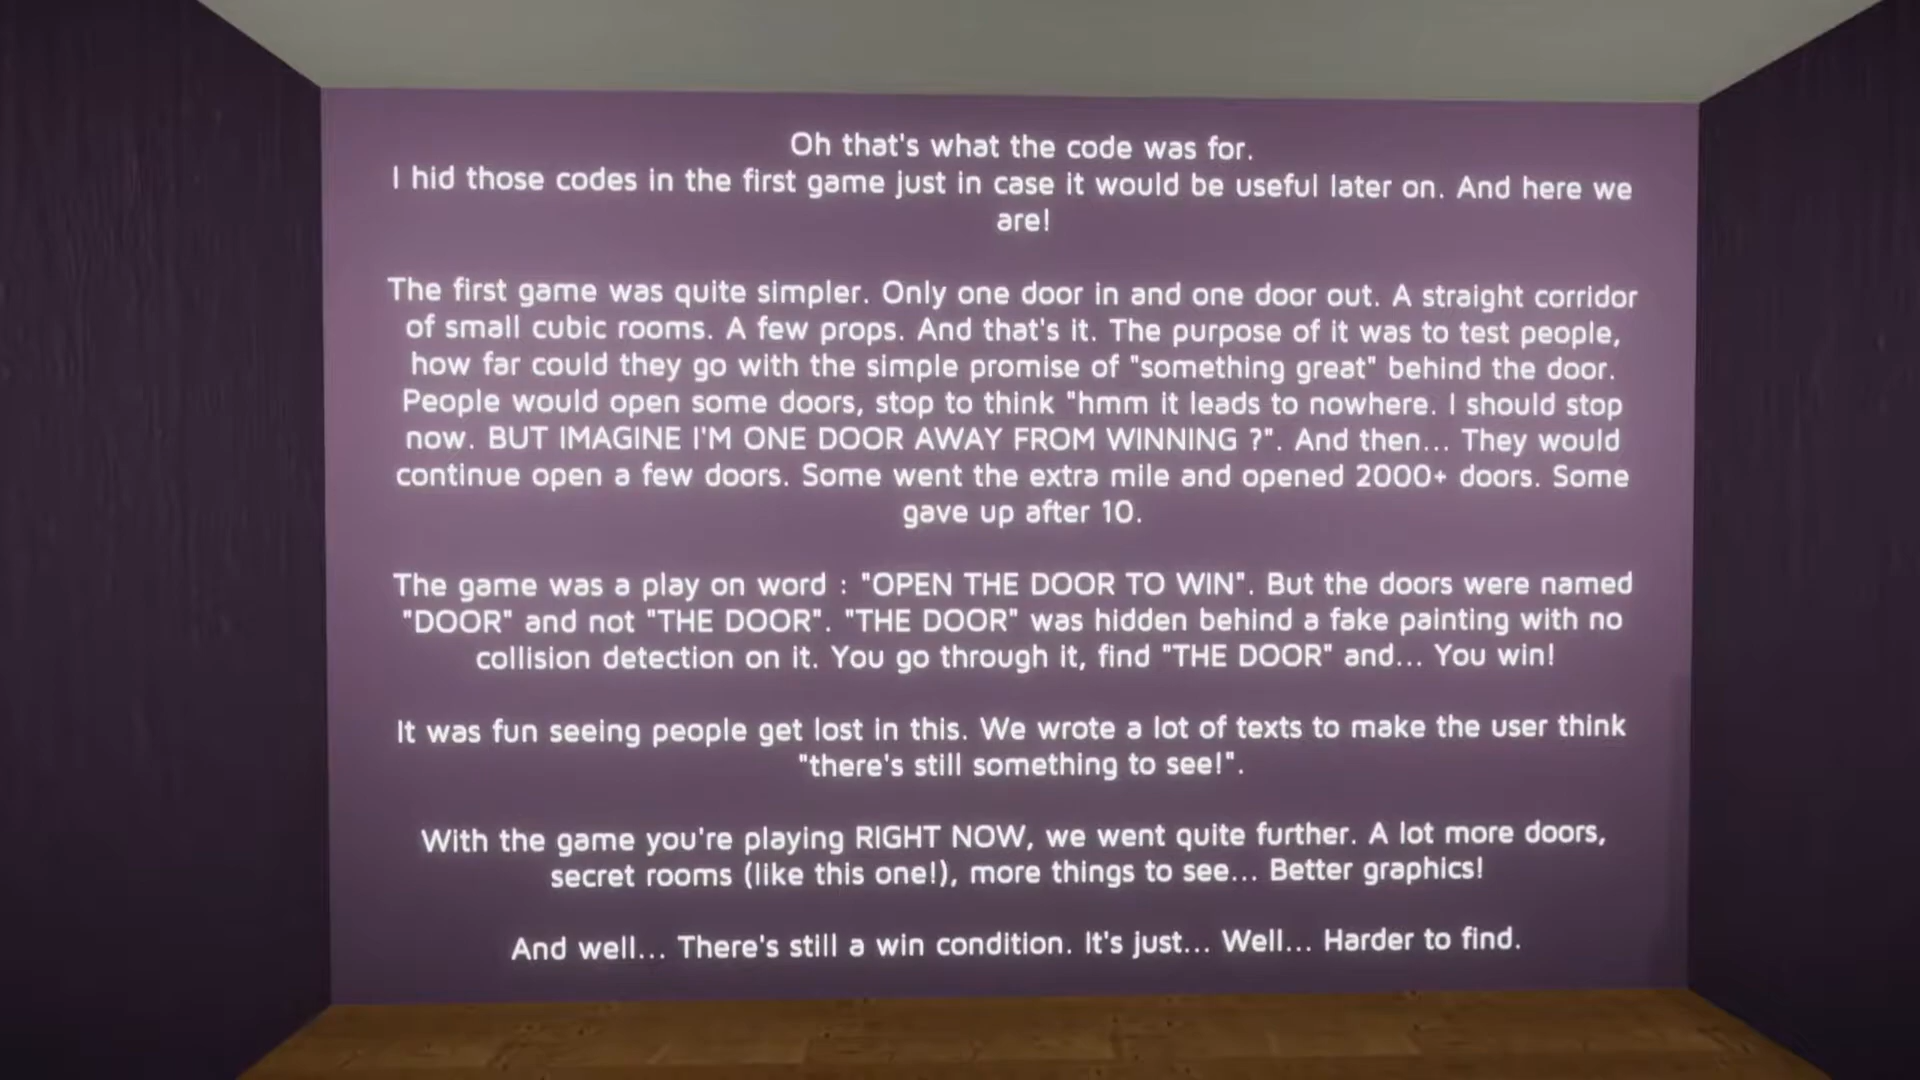 Oh that's what the code was for.
I hid those codes in the first game just in case it would be useful later on. And here we
are!
The first game was quite simpler. Only one door in and one door out. A straight corridor
of small cubic rooms. A few props. And that's it. The purpose of it was to test people,
how far could they go with the simple promise of "something great" behind the door.
People would open some doors, stop to think "hmm it leads to nowhere. I should stop
now. BUT IMAGINE I'M ONE DOOR AWAY FROM WINNING ?". And then... They would
continue open a few doors. Some went the extra mile and opened 2000+ doors. Some
gave up after 10.
The game was a play on word : "OPEN THE DOOR TO WIN". But the doors were named
"DOOR" and not "THE DOOR". "THE DOOR" was hidden behind a fake painting with no
collision detection on it. You go through it, find "THE DOOR" and... You win!
It was fun seeing people get lost in this. We wrote a lot of texts to make the user think
"there's still something to see!".
With the game you're playing RIGHT NOW, we went quite further. A lot more doors,
secret rooms (like this one!), more things to see... Better graphics!
And well... There's still a win condition. It's just... Well... Harder to find.